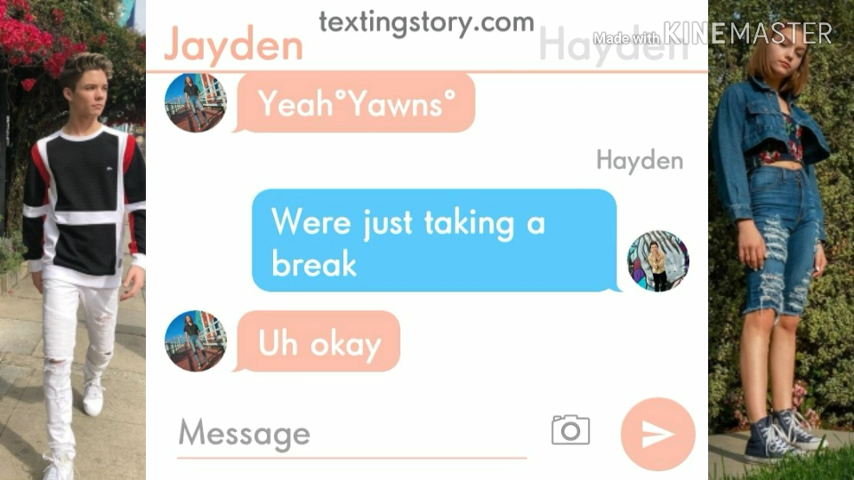 textingstory.com
Jayden
Hayden
Made with KINEMASTER
Yeah°Yawns°
Hayden
Were just taking a
break
Uh okay
Message